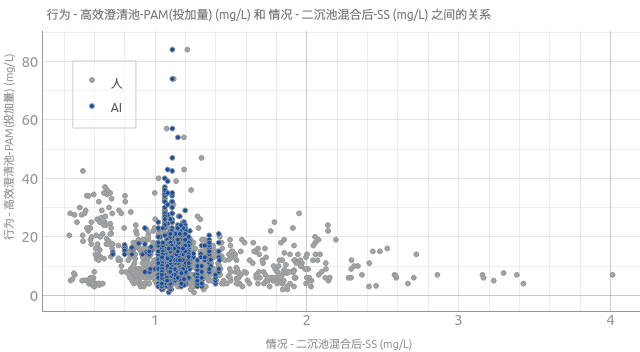 行为 - 高效澄清池-PAM(投加量) (mg/L) 和 情况 - 二沉池混合后-SS (mg/L) 之间的关系
行为 - 高效澄清池-PAM(投加量) (mg/L)
80
60
40
20
0
人
AI
1
2
3
4
情况 - 二沉池混合后-SS (mg/L)